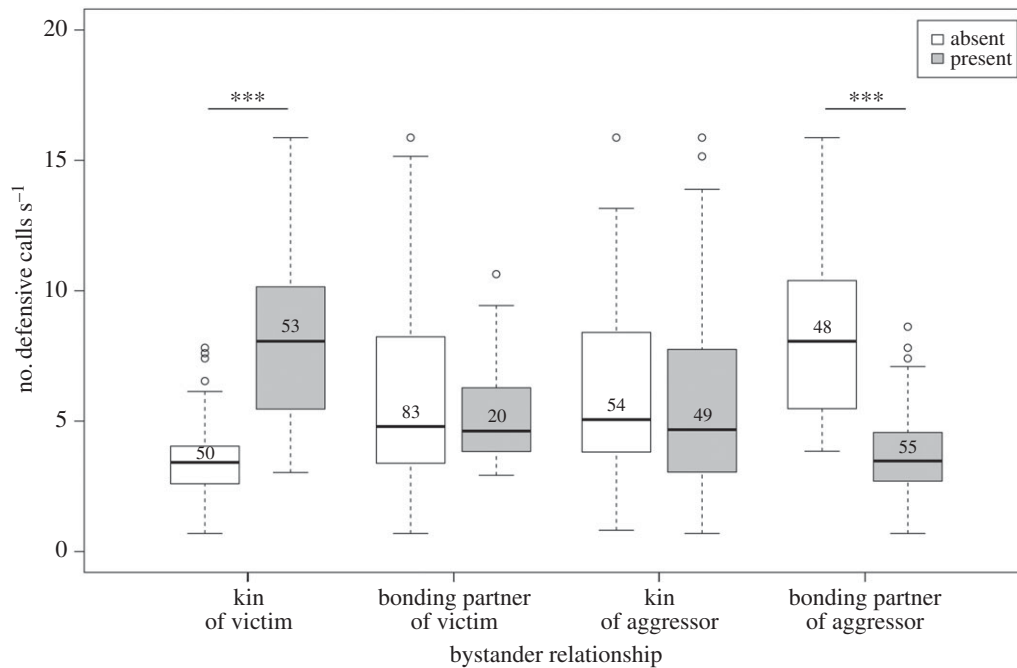 20
15
10
5
0
no. defensive calls s⁻¹
absent
present
***
***
50
53
83
20
54
49
48
55
kin
of victim
bonding partner
of victim
kin
of aggressor
bonding partner
of aggressor
bystander relationship